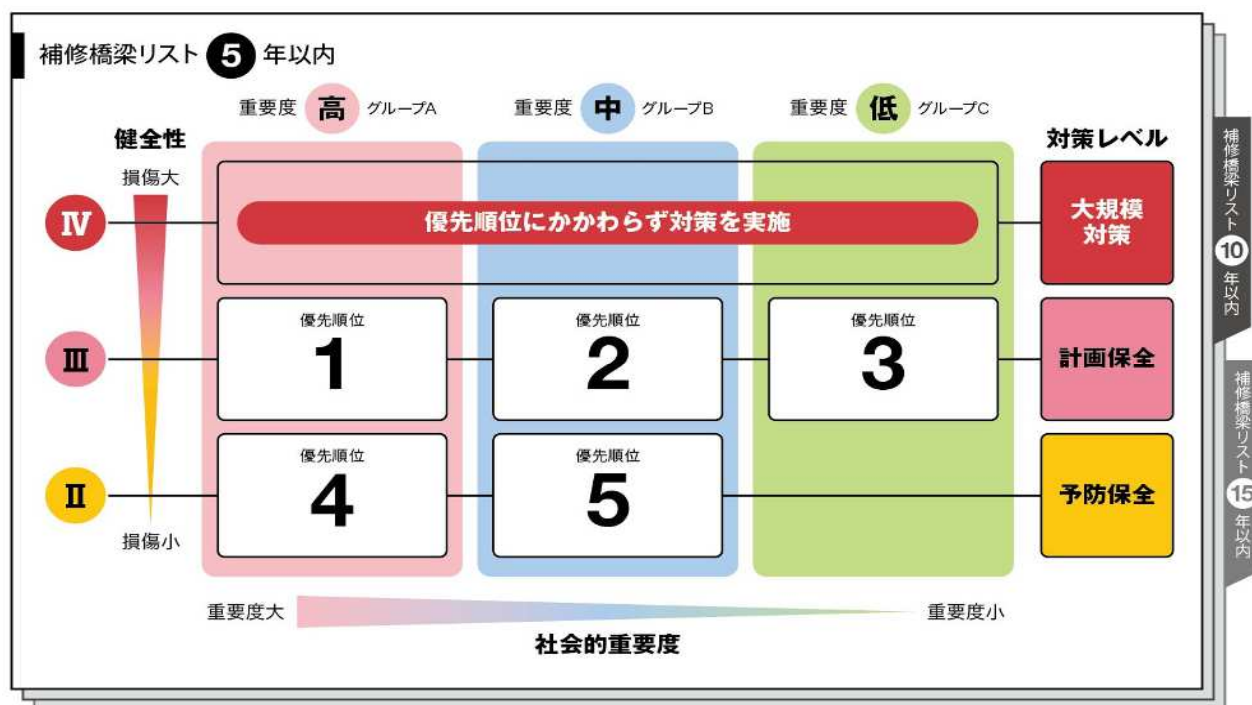 補修橋梁リスト 5 年以内
重要度 高 グループA
重要度 中 グループB
重要度 低 グループC
健全性
対策レベル
損傷大
Ⅳ
優先順位にかかわらず対策を実施
大規模
対策
Ⅲ
優先順位
1
優先順位
2
優先順位
3
計画保全
Ⅱ
優先順位
4
優先順位
5
予防保全
損傷小
重要度大
重要度小
社会的重要度
補修橋梁リスト 10 年以内
補修橋梁リスト 15 年以内